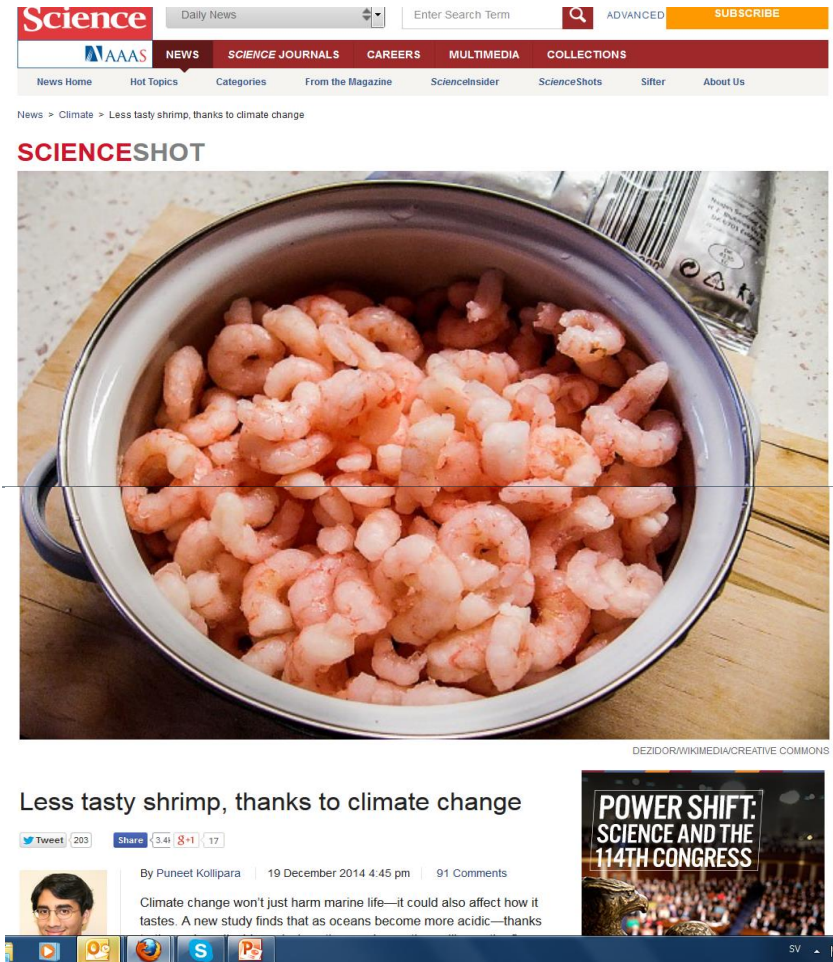 Science
Daily News
Enter Search Term
ADVANCED
SUBSCRIBE
AAAS
NEWS
SCIENCE JOURNALS
CAREERS
MULTIMEDIA
COLLECTIONS
News Home
Hot Topics
Categories
From the Magazine
ScienceInsider
ScienceShots
Sifter
About Us
News > Climate > Less tasty shrimp, thanks to climate change
SCIENCESHOT
DEZIDOR/WIKIMEDIA/CREATIVE COMMONS
Less tasty shrimp, thanks to climate change
Tweet 203
Share 3.4k
g+1 17
By Puneet Kollipara
19 December 2014 4:45 pm
91 Comments
Climate change won't just harm marine life—it could also affect how it
tastes. A new study finds that as oceans become more acidic—thanks
POWER SHIFT:
SCIENCE AND THE
114TH CONGRESS
SV